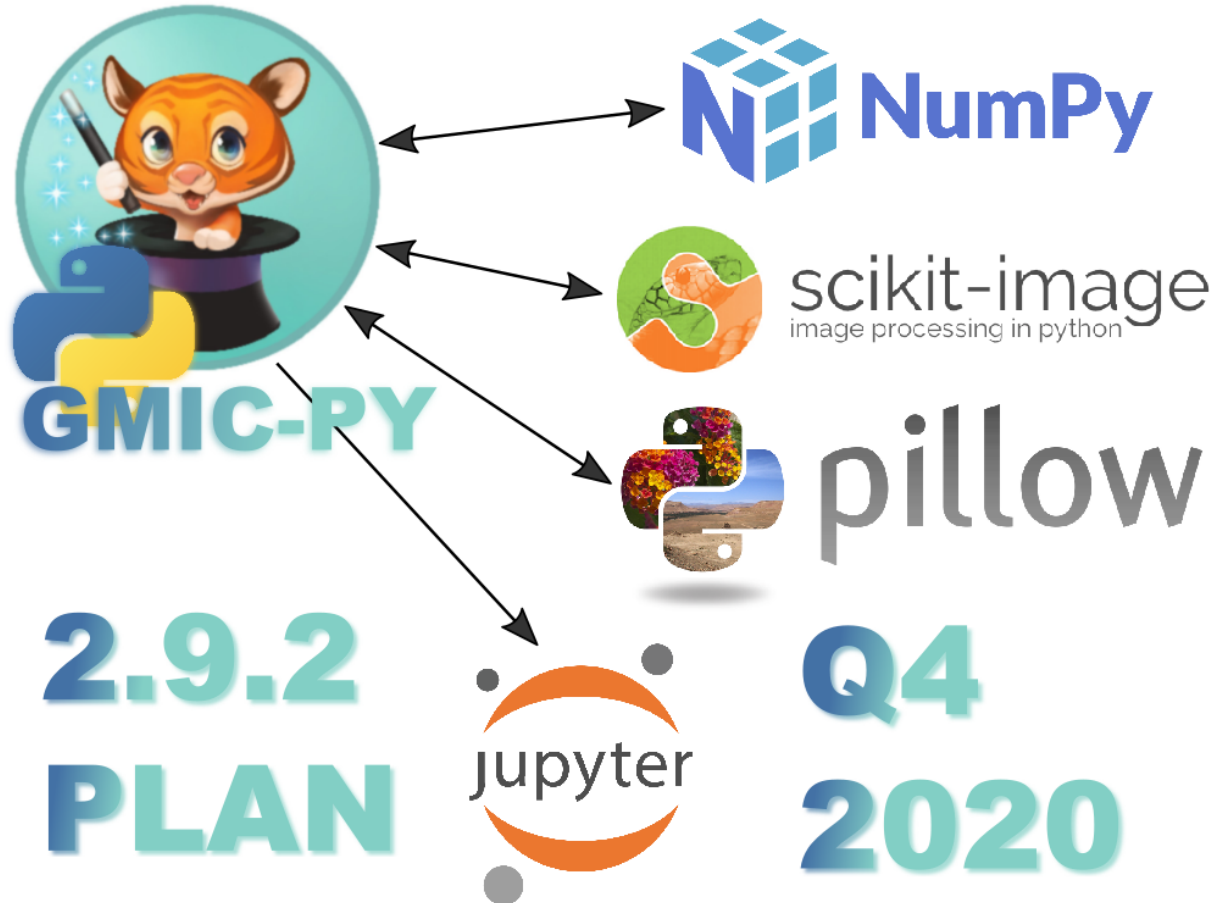 NumPy
scikit-image
image processing in python
GMIC-PY
pillow
2.9.2
PLAN
jupyter
Q4
2020